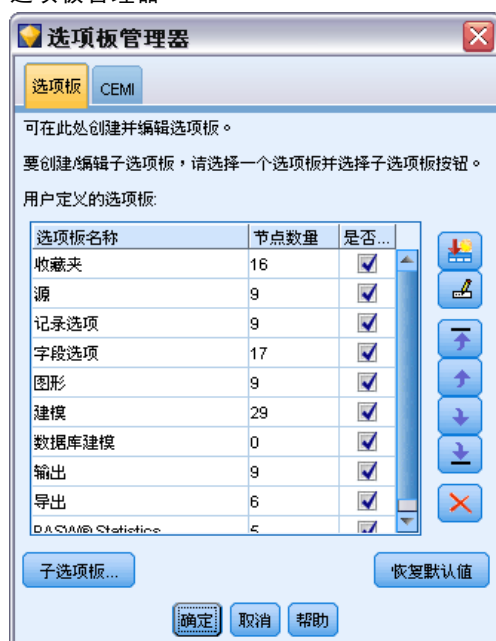 选项板管理器
选项板管理器
选项板 CEMI
可在此处创建并编辑选项板。
要创建/编辑子选项板，请选择一个选项板并选择子选项板按钮。
用户定义的选项板:
选项板名称 节点数量 是否...
收藏夹 16
源 9
记录选项 9
字段选项 17
图形 9
建模 29
数据库建模 0
输出 9
导出 6
PASW® Statistics 5
子选项板... 恢复默认值
确定 取消 帮助